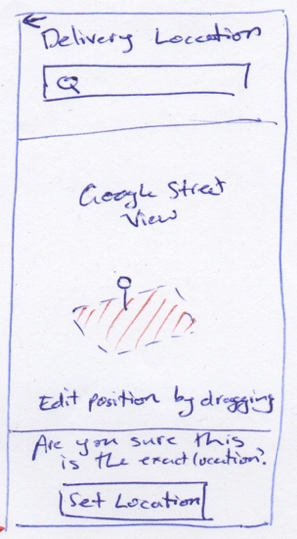 Delivery Location
Google Street
View
Edit position by dragging
Are you sure this
is the exact location?
Set Location